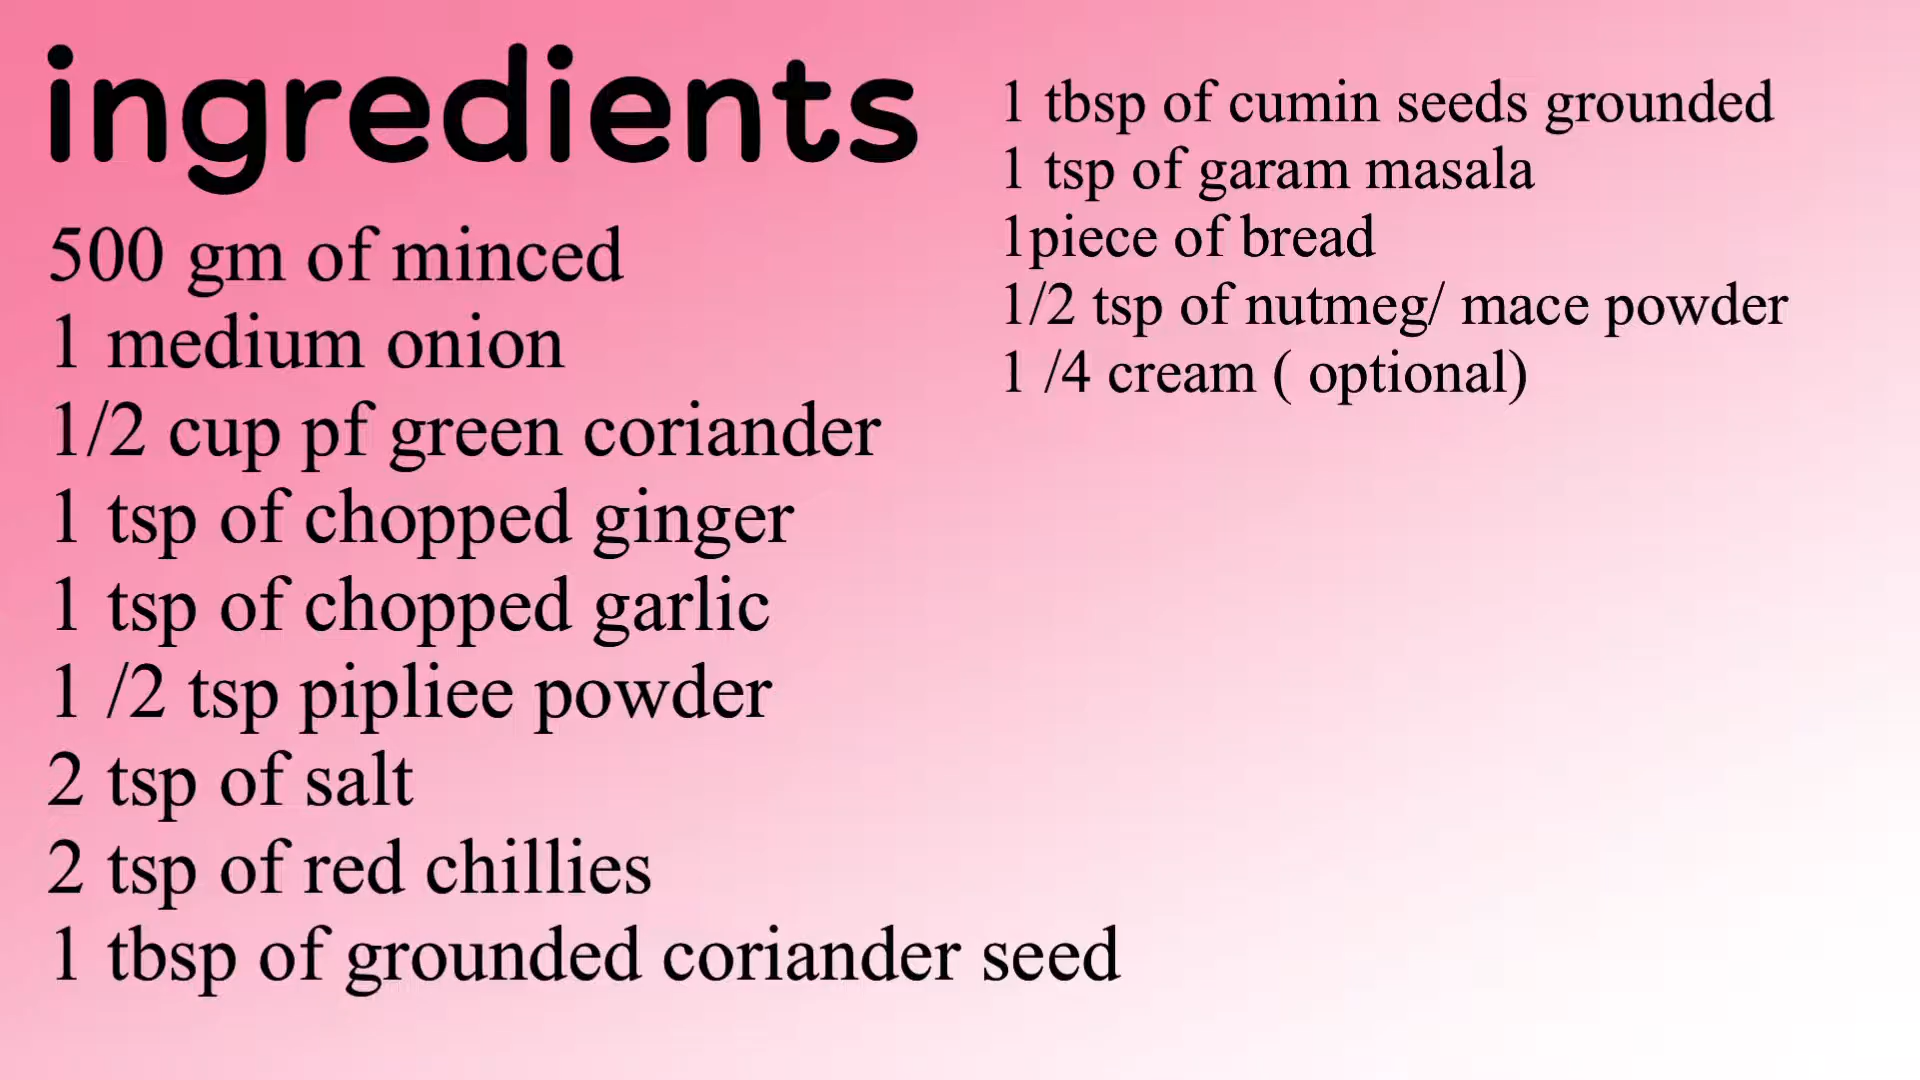 ingredients
500 gm of minced
1 medium onion
1/2 cup pf green coriander
1 tsp of chopped ginger
1 tsp of chopped garlic
1 /2 tsp pipliee powder
2 tsp of salt
2 tsp of red chillies
1 tbsp of grounded coriander seed
1 tbsp of cumin seeds grounded
1 tsp of garam masala
1piece of bread
1/2 tsp of nutmeg/ mace powder
1 /4 cream ( optional)